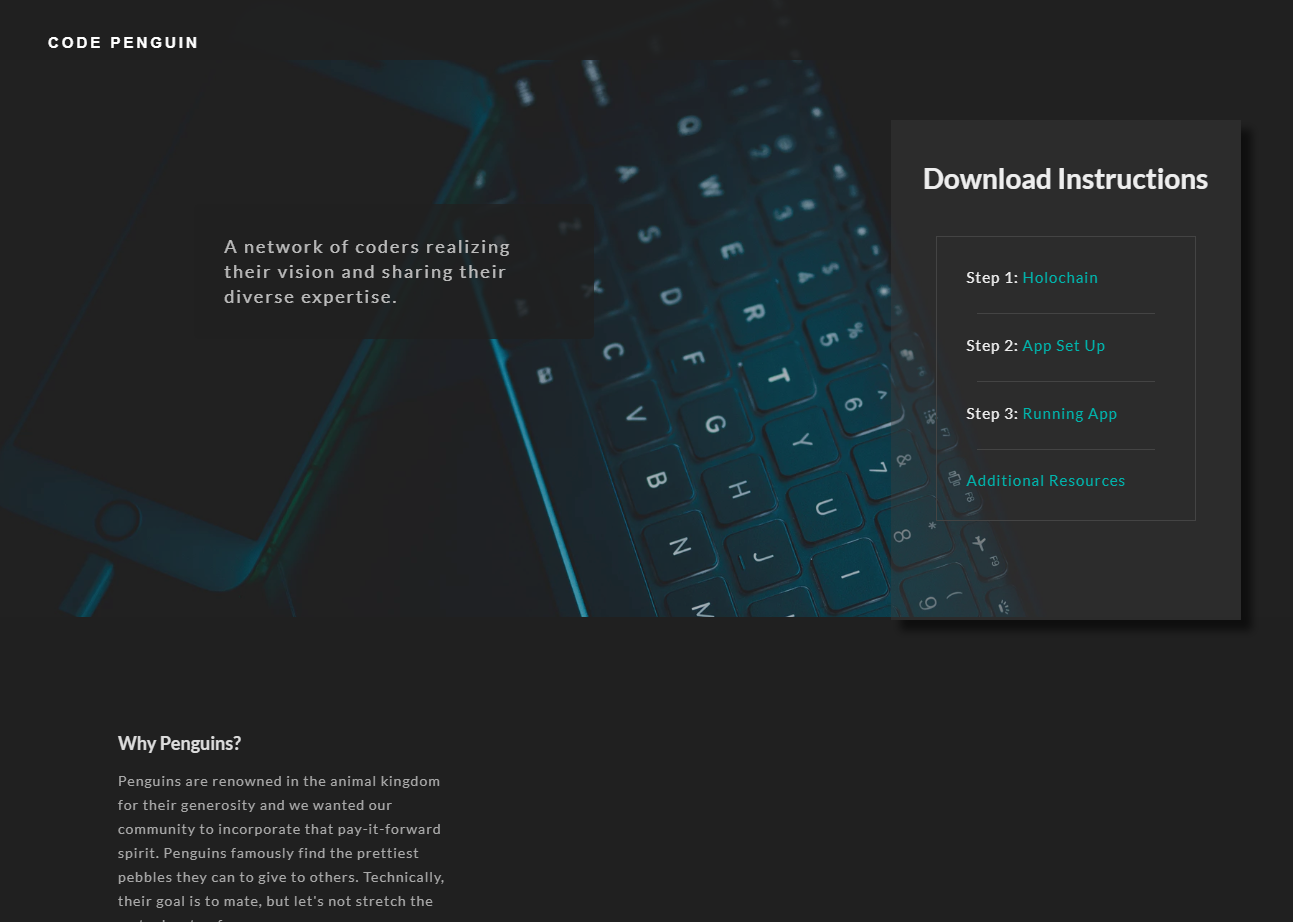 CODE PENGUIN
A network of coders realizing
their vision and sharing their
diverse expertise.
Download Instructions
Step 1: Holochain
Step 2: App Set Up
Step 3: Running App
Additional Resources
Why Penguins?
Penguins are renowned in the animal kingdom
for their generosity and we wanted our
community to incorporate that pay-it-forward
spirit. Penguins famously find the prettiest
pebbles they can to give to others. Technically,
their goal is to mate, but let's not stretch the